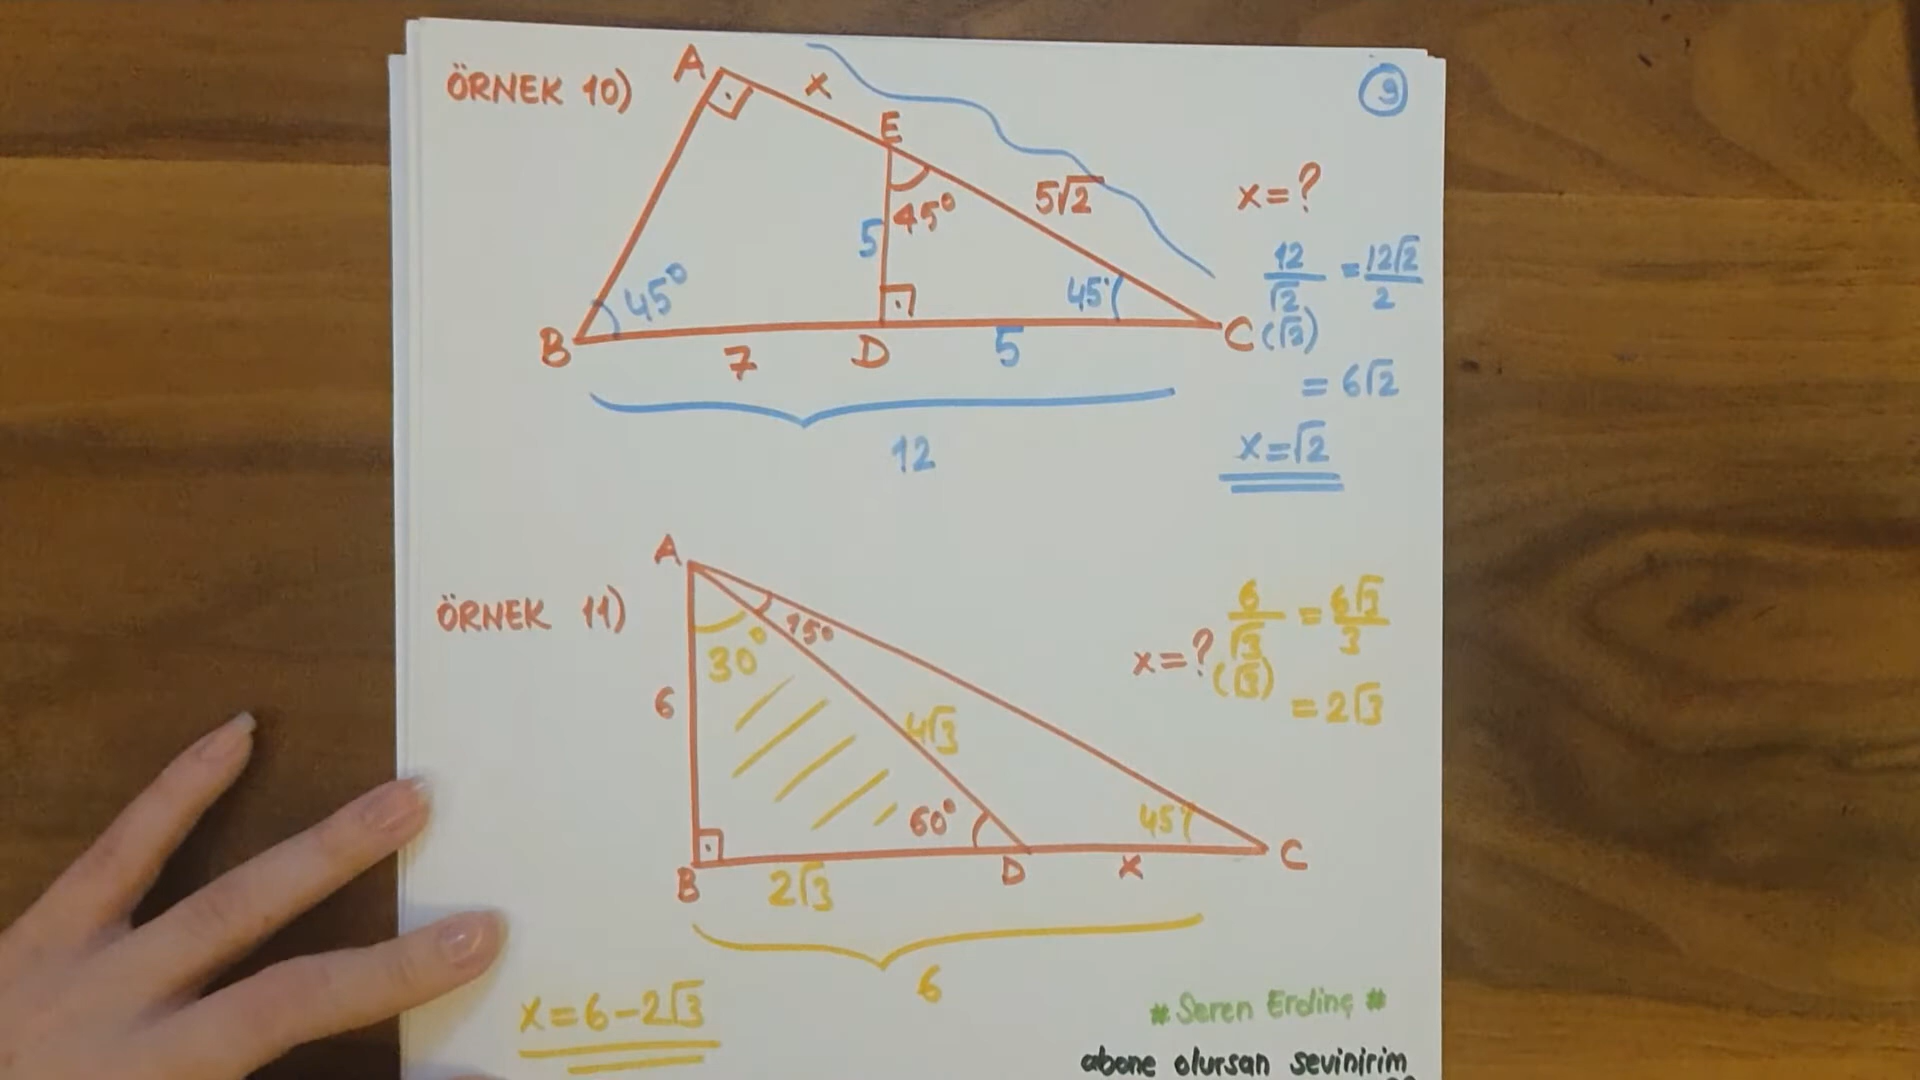 ÖRNEK 10)
9
A
x
E
5√2
45°
5
45°
45°
B
7
D
5
C
12
x=?
12/√2 = 12√2/2
(√3)
= 6√2
x=√2
ÖRNEK 11)
A
15°
30°
6
4√3
60°
45°
B
2√3
D
x
C
6
x=?
6/√3 = 6√3/3
(√3)
= 2√3
x=6-2√3
# Seren Erdinç #
abone olursan sevinirim